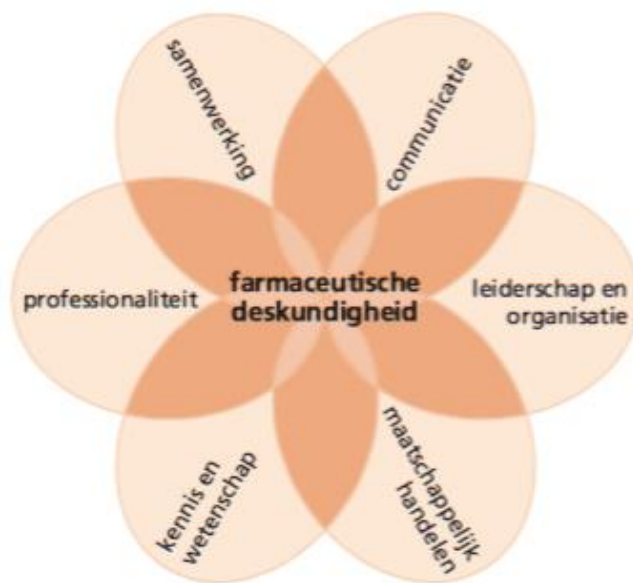 samenwerking
communicatie
professionaliteit
farmaceutische
deskundigheid
leiderschap en
organisatie
kennis en
wetenschap
maatschappelijk
handelen